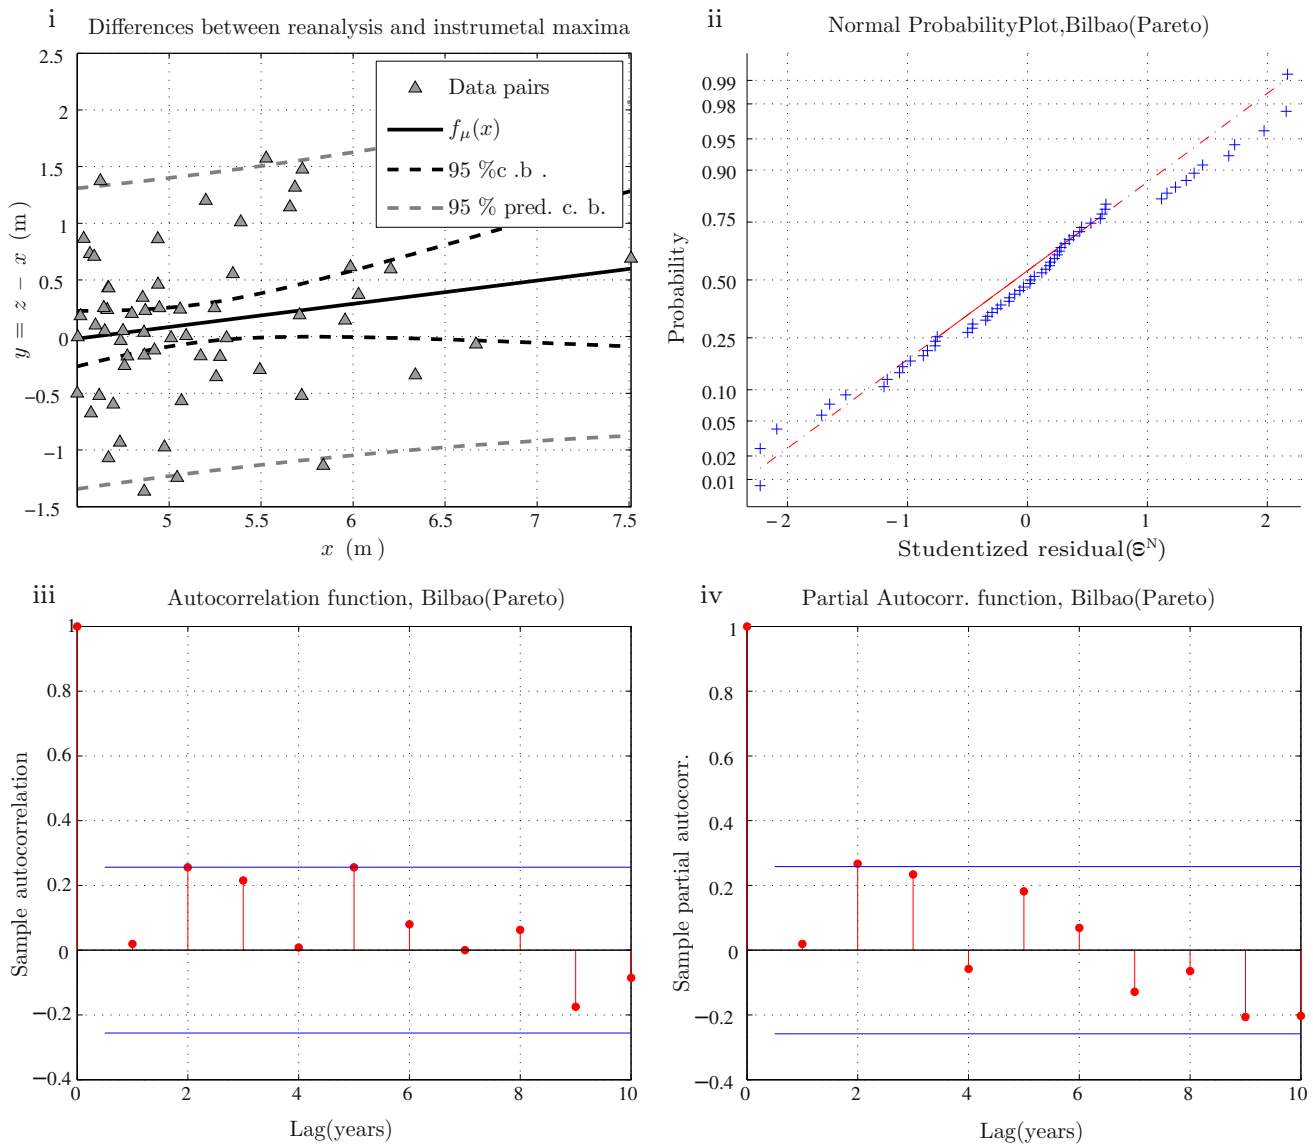 i
Differences between reanalysis and instrumetal maxima
2.5
2
1.5
1
0.5
0
−0.5
−1
−1.5
y = z − x (m)
Data pairs
fμ(x)
95 %c .b .
95 % pred. c. b.
5
5.5
6
6.5
7
7.5
x (m)
ii
Normal ProbabilityPlot,Bilbao(Pareto)
0.99
0.98
0.95
0.90
0.75
0.50
0.25
0.10
0.05
0.02
0.01
Probability
−2
−1
0
1
2
Studentized residual(Ξᴺ)
iii
Autocorrelation function, Bilbao(Pareto)
1
0.8
0.6
0.4
0.2
0
−0.2
−0.4
Sample autocorrelation
0
2
4
6
8
10
Lag(years)
iv
Partial Autocorr. function, Bilbao(Pareto)
1
0.8
0.6
0.4
0.2
0
−0.2
−0.4
Sample partial autocorr.
0
2
4
6
8
10
Lag(years)